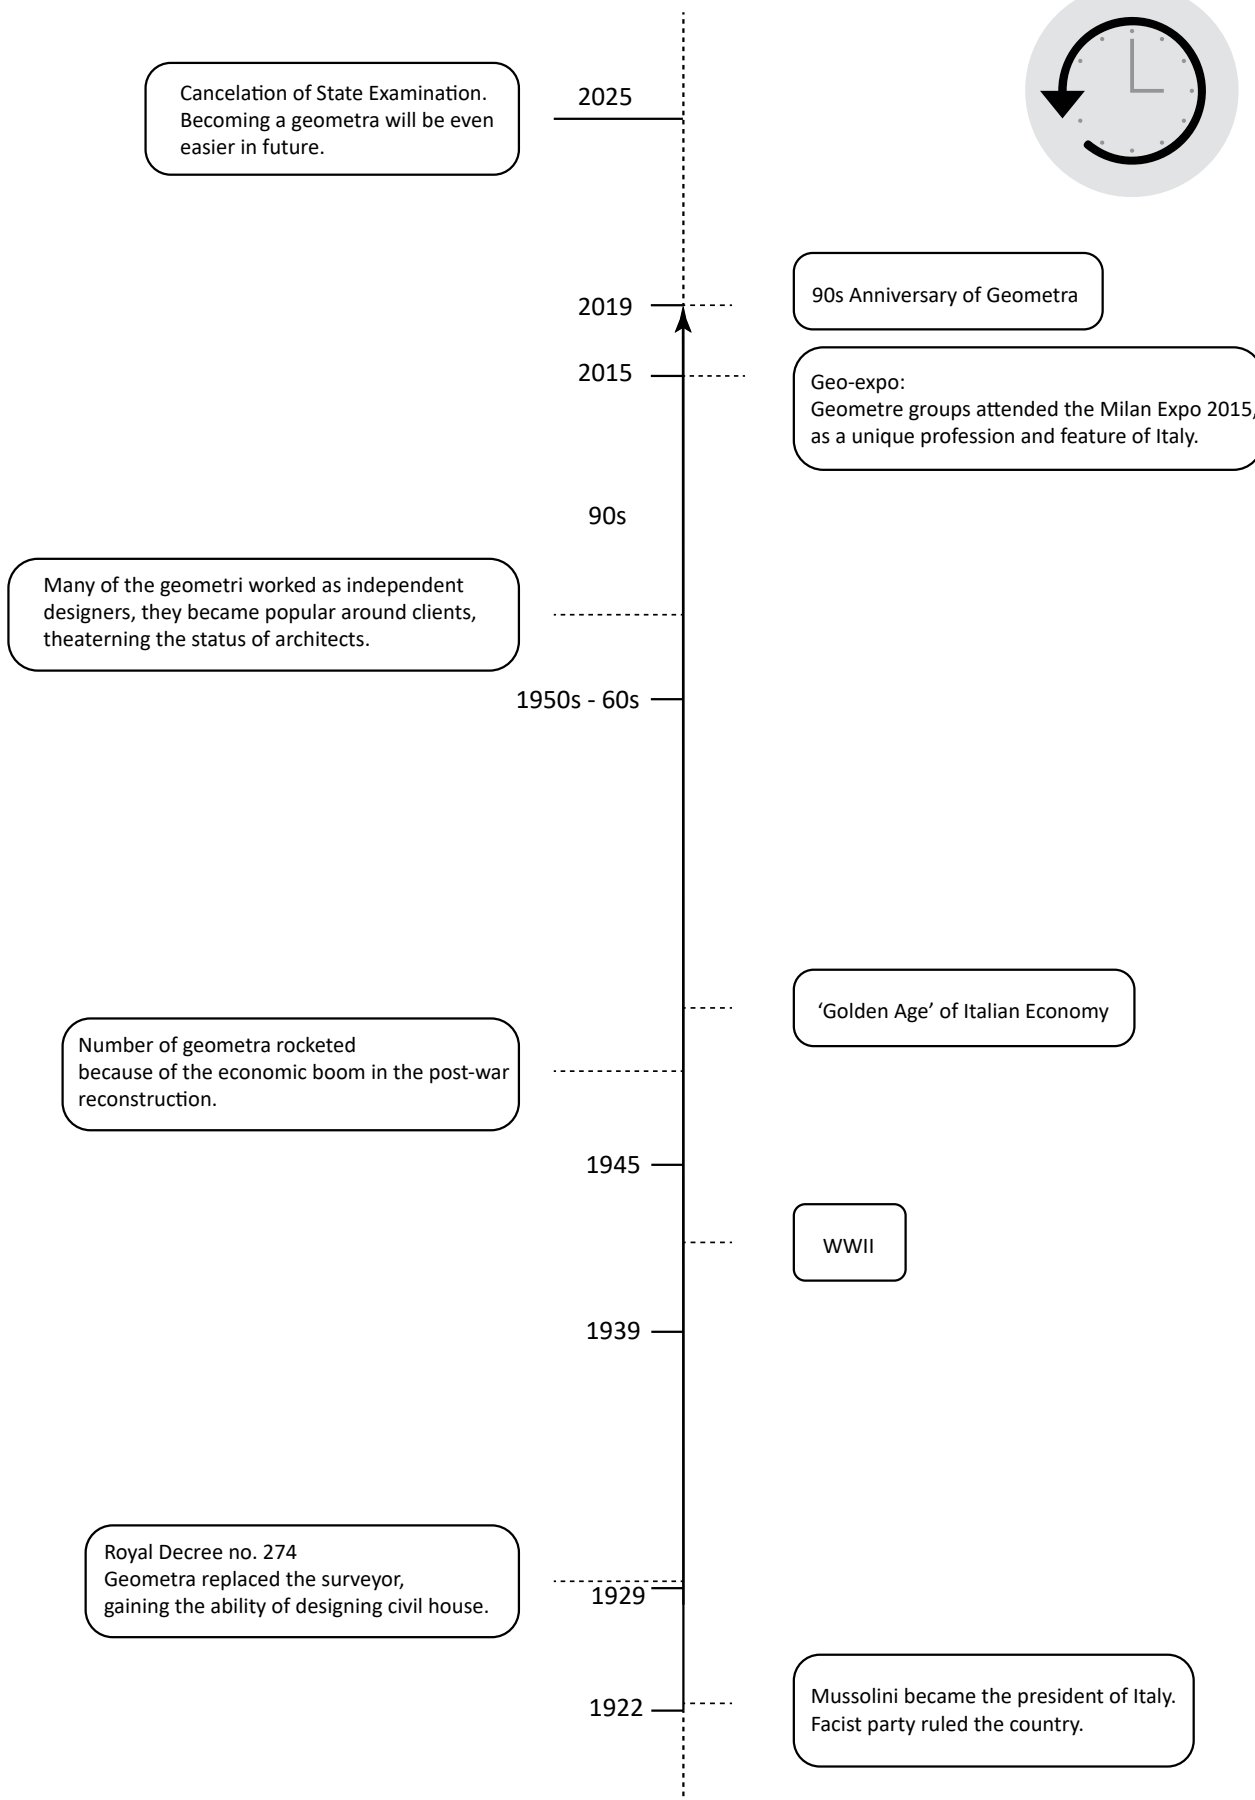 Cancelation of State Examination.
Becoming a geometra will be even
easier in future.
2025
90s Anniversary of Geometra
2019
2015
Geo-expo:
Geometre groups attended the Milan Expo 2015,
as a unique profession and feature of Italy.
90s
Many of the geometri worked as independent
designers, they became popular around clients,
theaterning the status of architects.
1950s - 60s
‘Golden Age’ of Italian Economy
Number of geometra rocketed
because of the economic boom in the post-war
reconstruction.
1945
WWII
1939
Royal Decree no. 274
Geometra replaced the surveyor,
gaining the ability of designing civil house.
1929
1922
Mussolini became the president of Italy.
Facist party ruled the country.